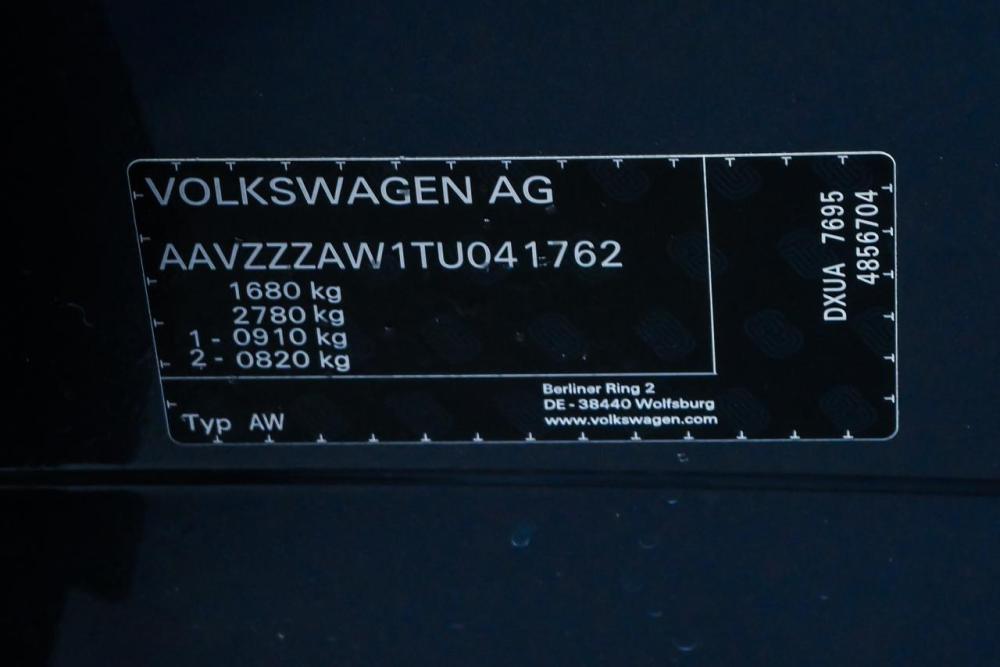 VOLKSWAGEN AG
AAVZZZAW1TU041762
1680 kg
2780 kg
1 - 0910 kg
2 - 0820 kg
Typ AW
Berliner Ring 2
DE - 38440 Wolfsburg
www.volkswagen.com
DXUA 7695
4856704